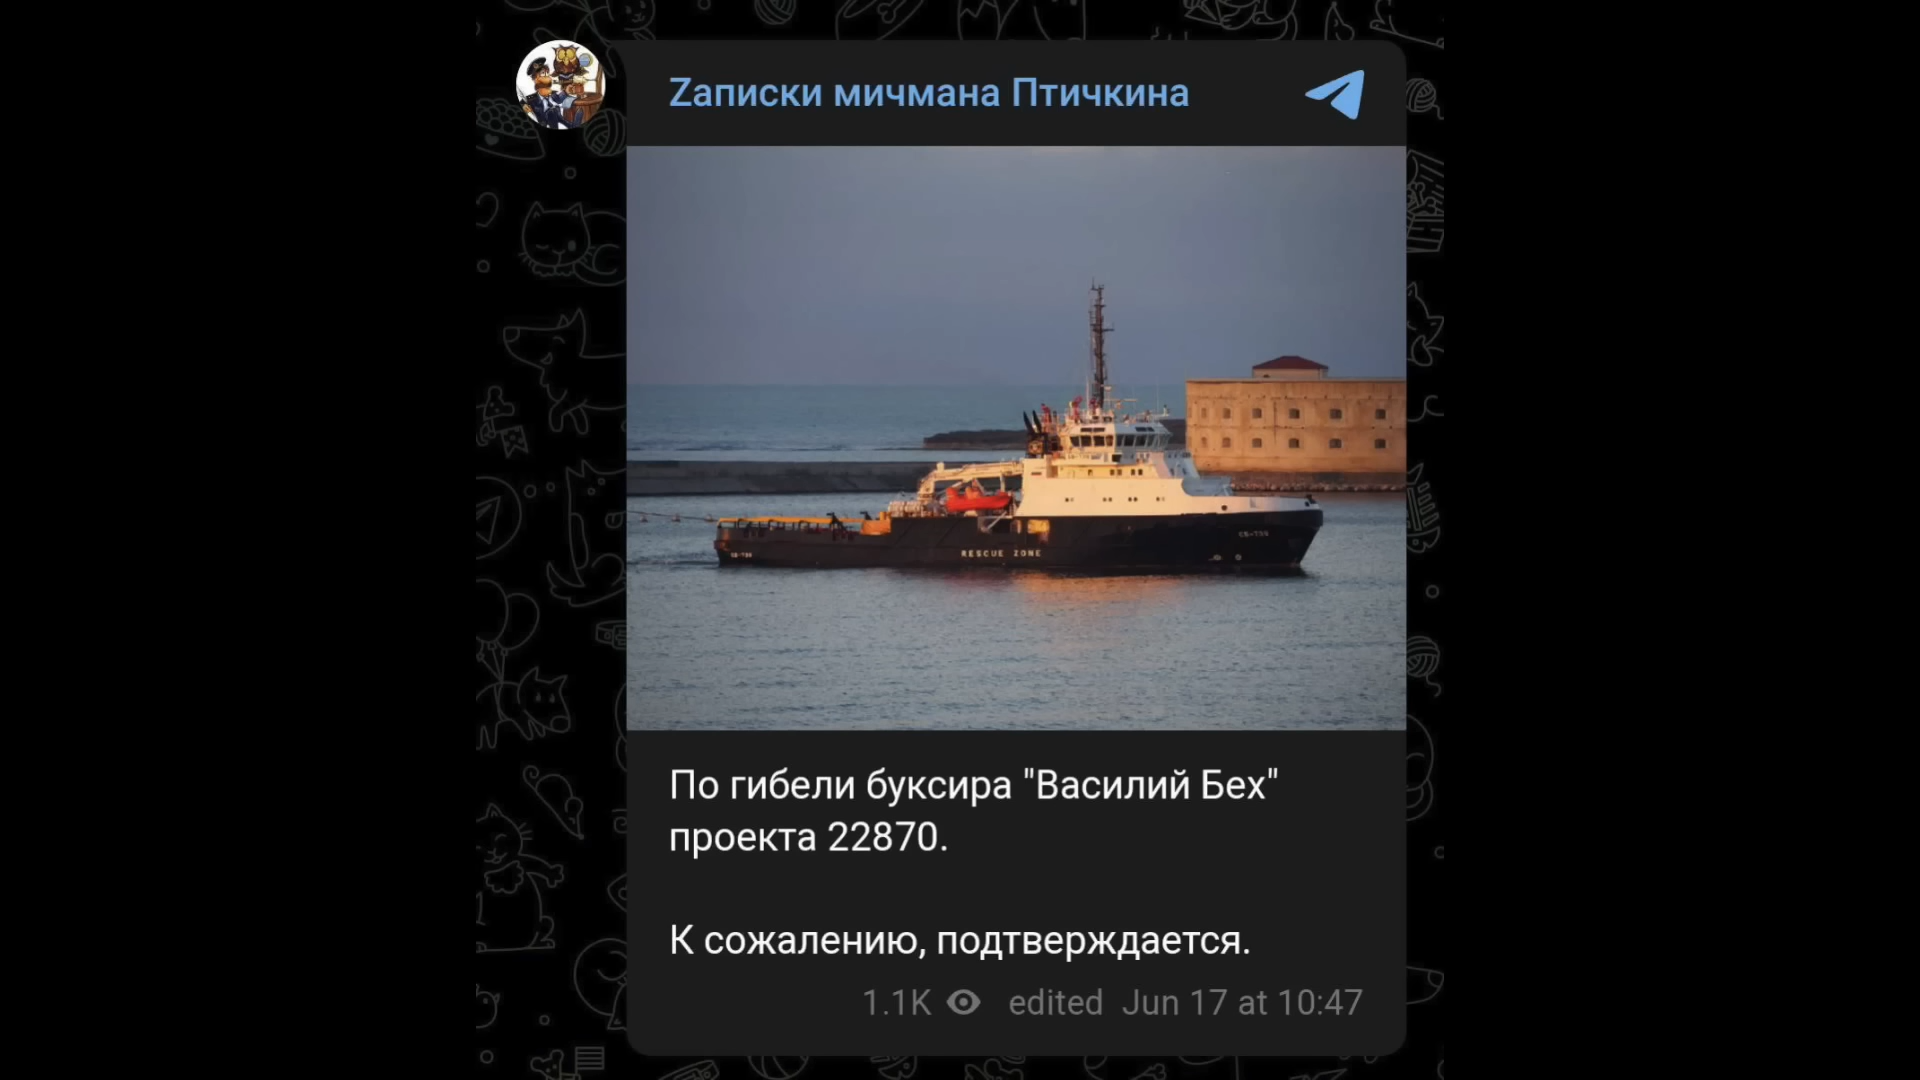 Zаписки мичмана Птичкина
RESCUE ZONE
По гибели буксира "Василий Бех"
проекта 22870.
К сожалению, подтверждается.
1.1K edited Jun 17 at 10:47